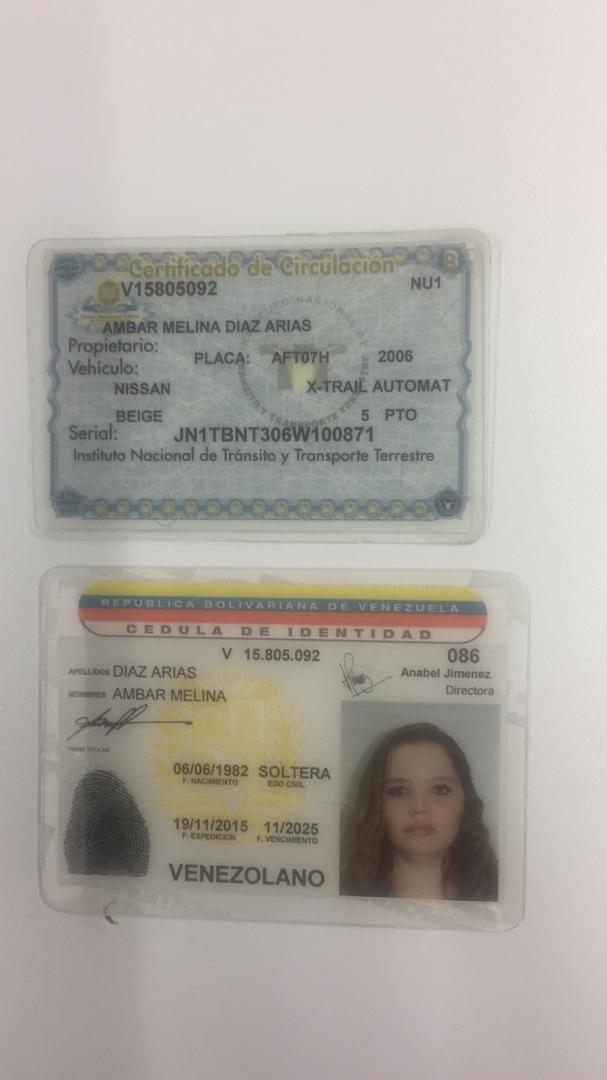 Certificado de Circulación B
V15805092 NU1
AMBAR MELINA DIAZ ARIAS
Propietario:
PLACA: AFT07H 2006
Vehículo:
NISSAN X-TRAIL AUTOMAT
BEIGE 5 PTO
Serial: JN1TBNT306W100871
Instituto Nacional de Tránsito y Transporte Terrestre
REPÚBLICA BOLIVARIANA DE VENEZUELA
CEDULA DE IDENTIDAD
V 15.805.092 086
APELLIDOS DIAZ ARIAS Anabel Jimenez
NOMBRES AMBAR MELINA Directora
FIRMA TITULAR
06/06/1982 SOLTERA
F. NACIMIENTO EDO CIVIL
19/11/2015 11/2025
F. EXPEDICION F. VENCIMIENTO
VENEZOLANO